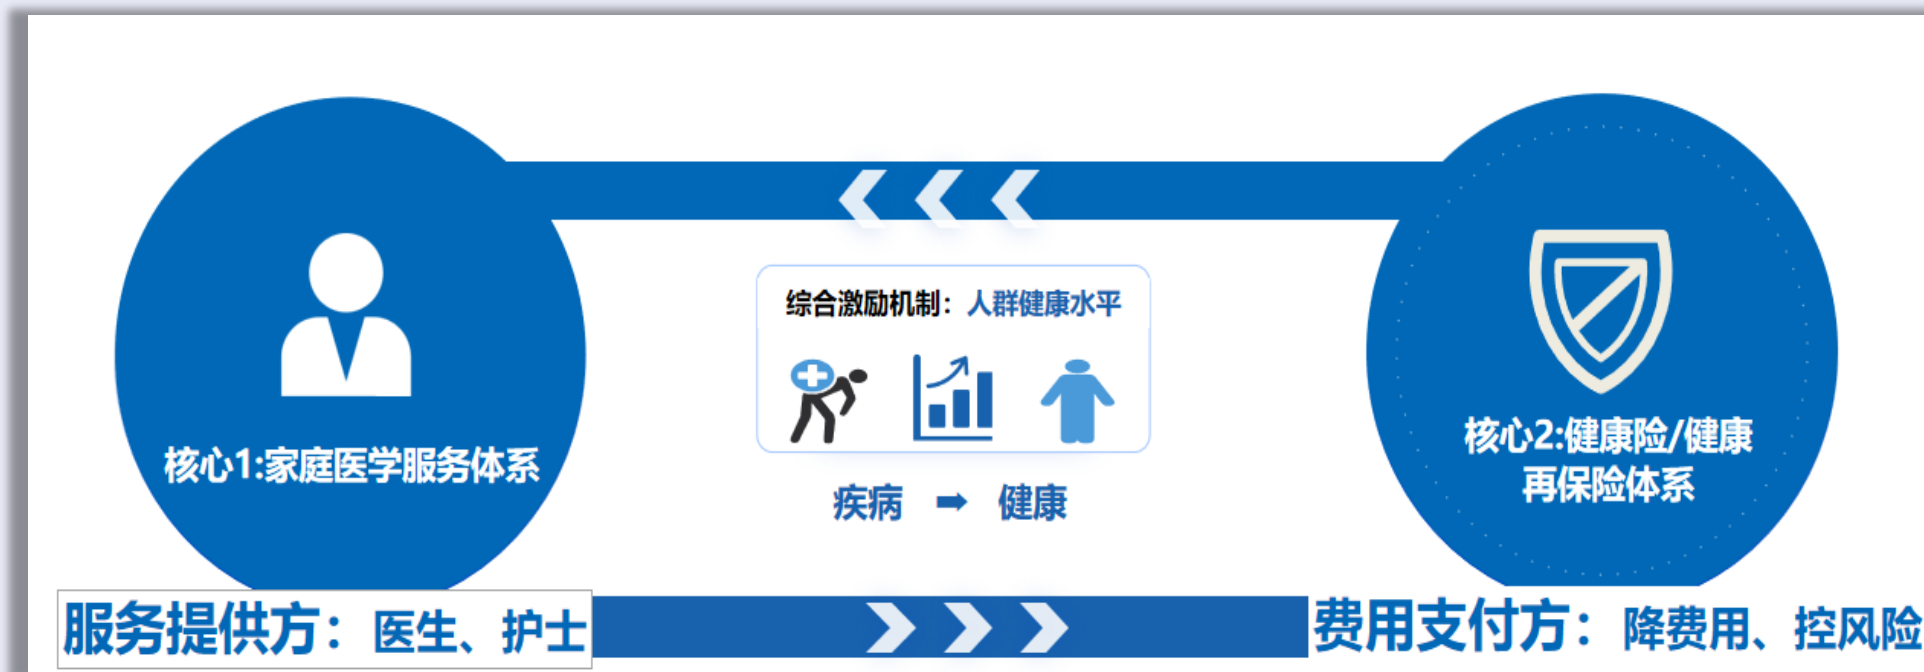 综合激励机制：人群健康水平
核心1:家庭医学服务体系
疾病 ➡ 健康
核心2:健康险/健康
再保险体系
服务提供方：医生、护士
费用支付方：降费用、控风险